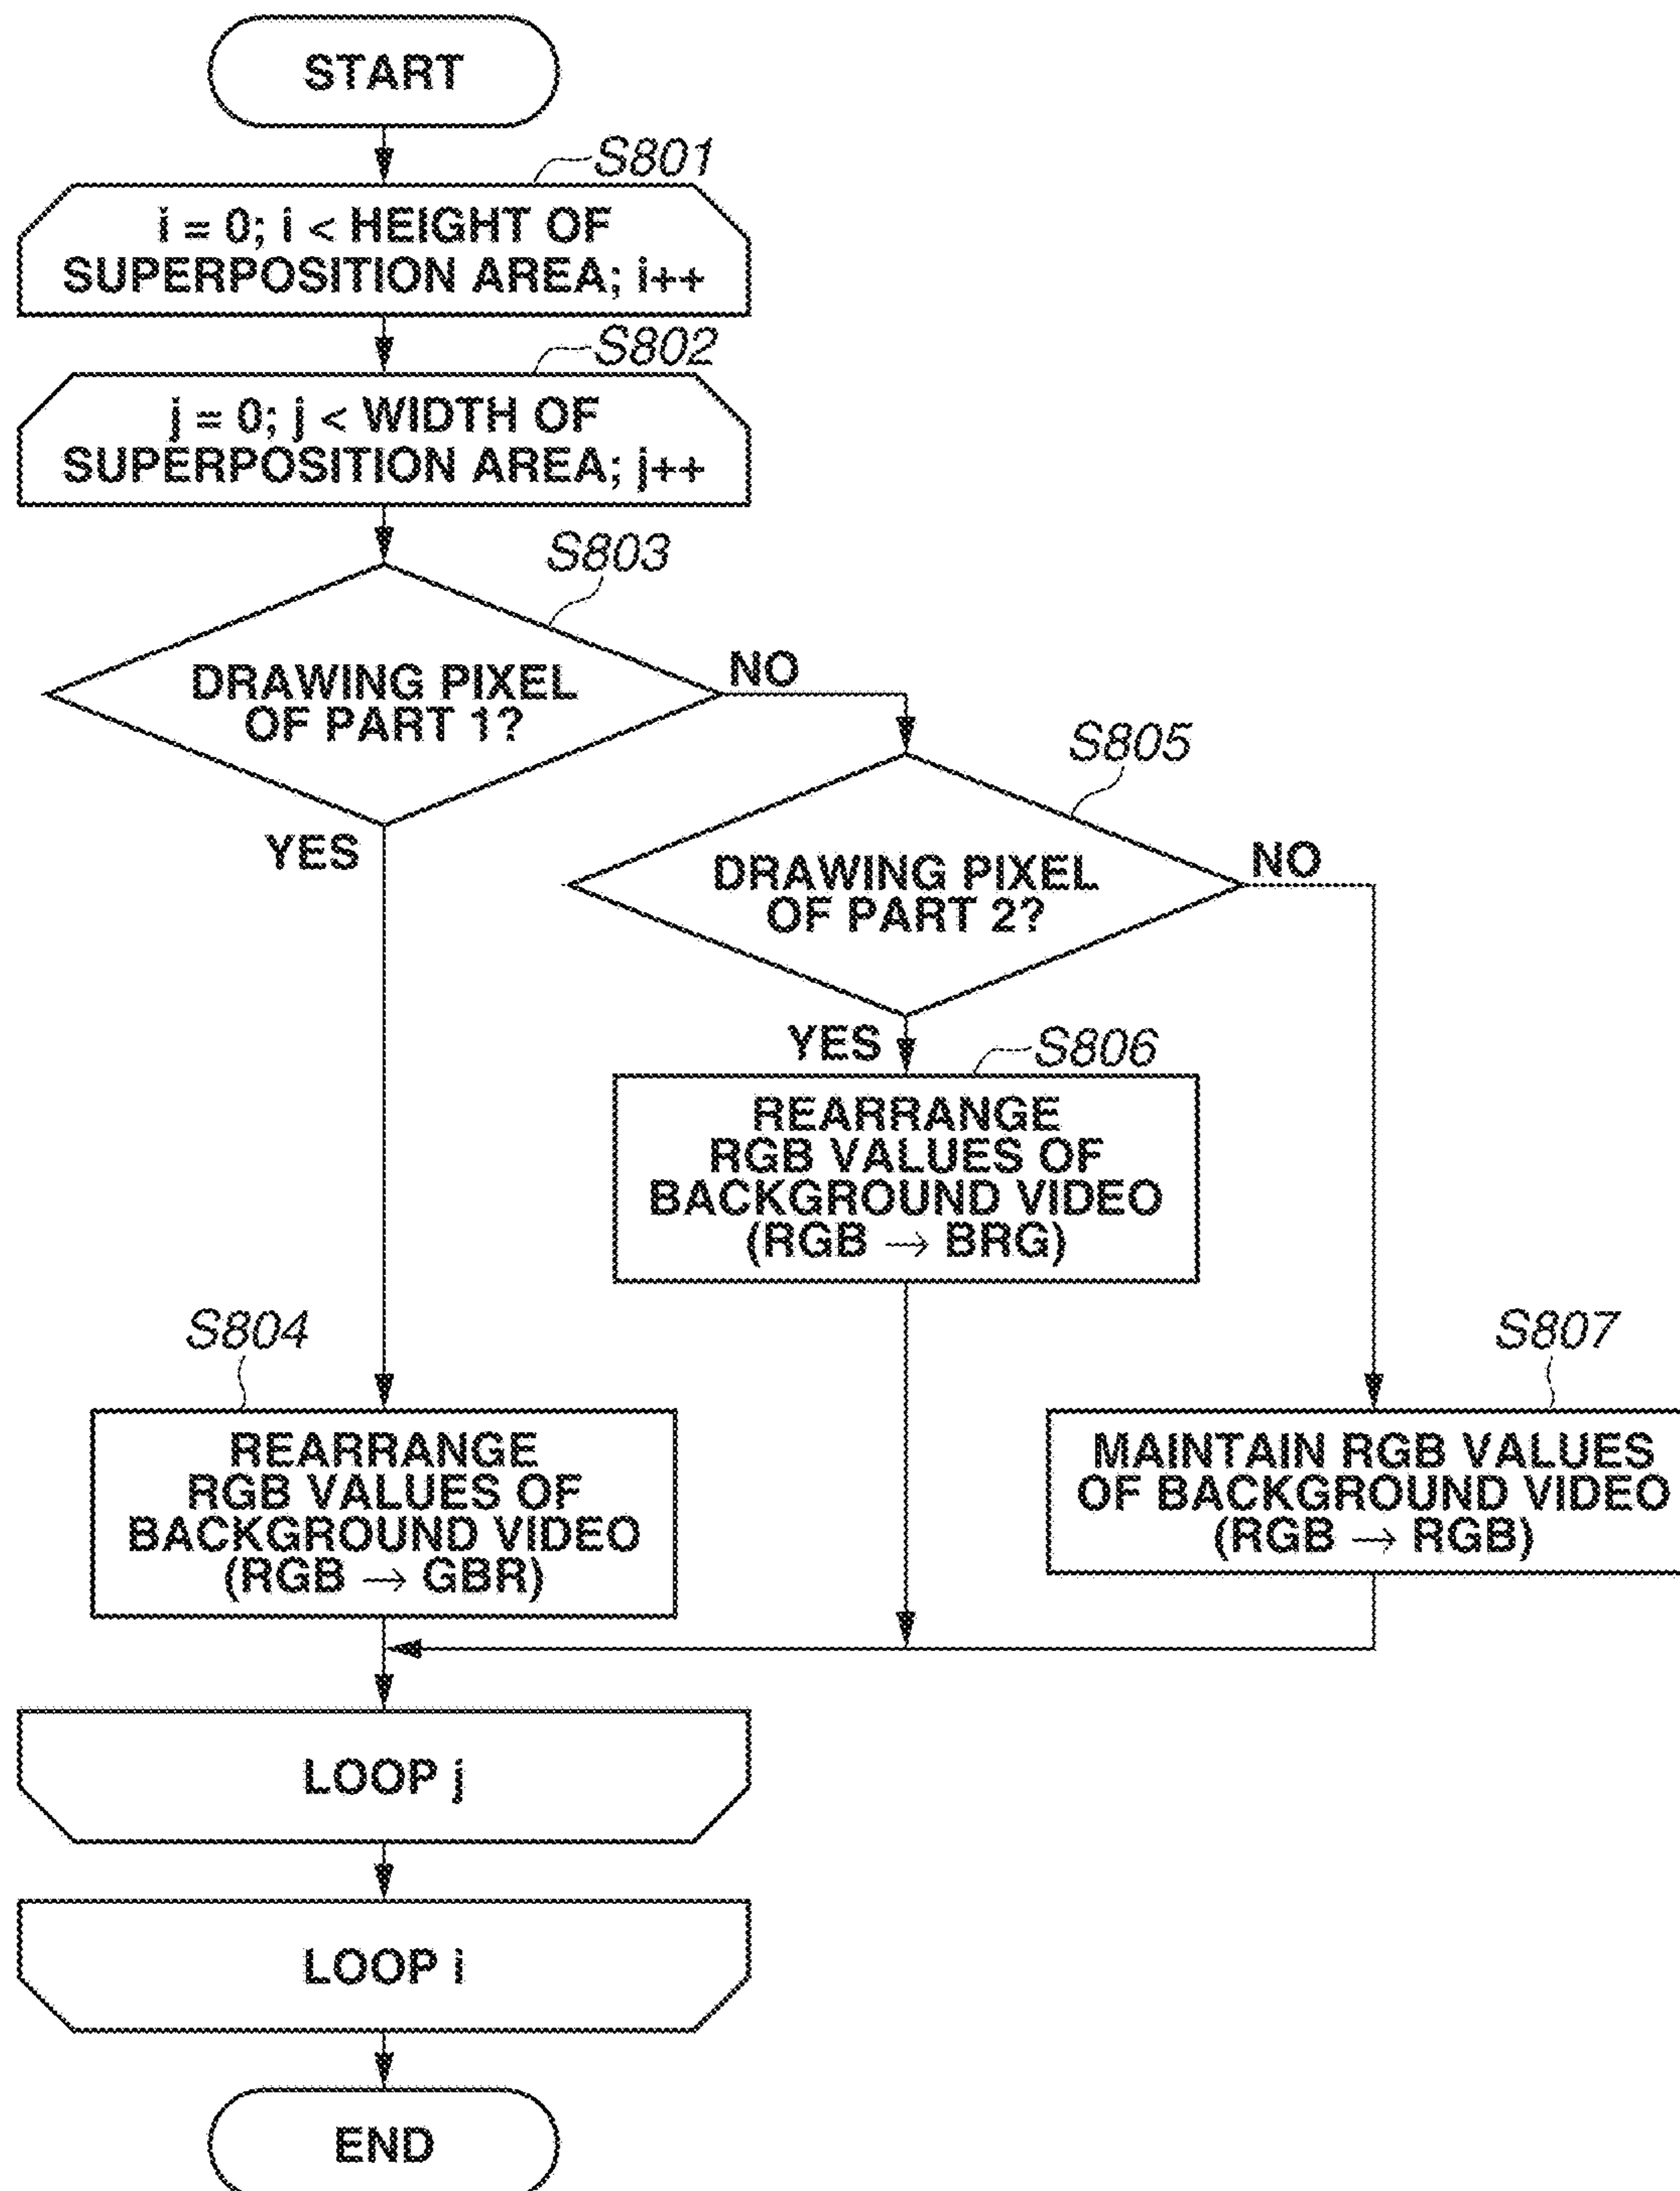 START
S801
i = 0; i < HEIGHT OF
SUPERPOSITION AREA; i++
S802
j = 0; j < WIDTH OF
SUPERPOSITION AREA; j++
S803
DRAWING PIXEL
OF PART 1?
NO
YES
S805
DRAWING PIXEL
OF PART 2?
NO
YES
S806
REARRANGE
RGB VALUES OF
BACKGROUND VIDEO
(RGB → BRG)
S804
REARRANGE
RGB VALUES OF
BACKGROUND VIDEO
(RGB → GBR)
S807
MAINTAIN RGB VALUES
OF BACKGROUND VIDEO
(RGB → RGB)
LOOP j
LOOP i
END